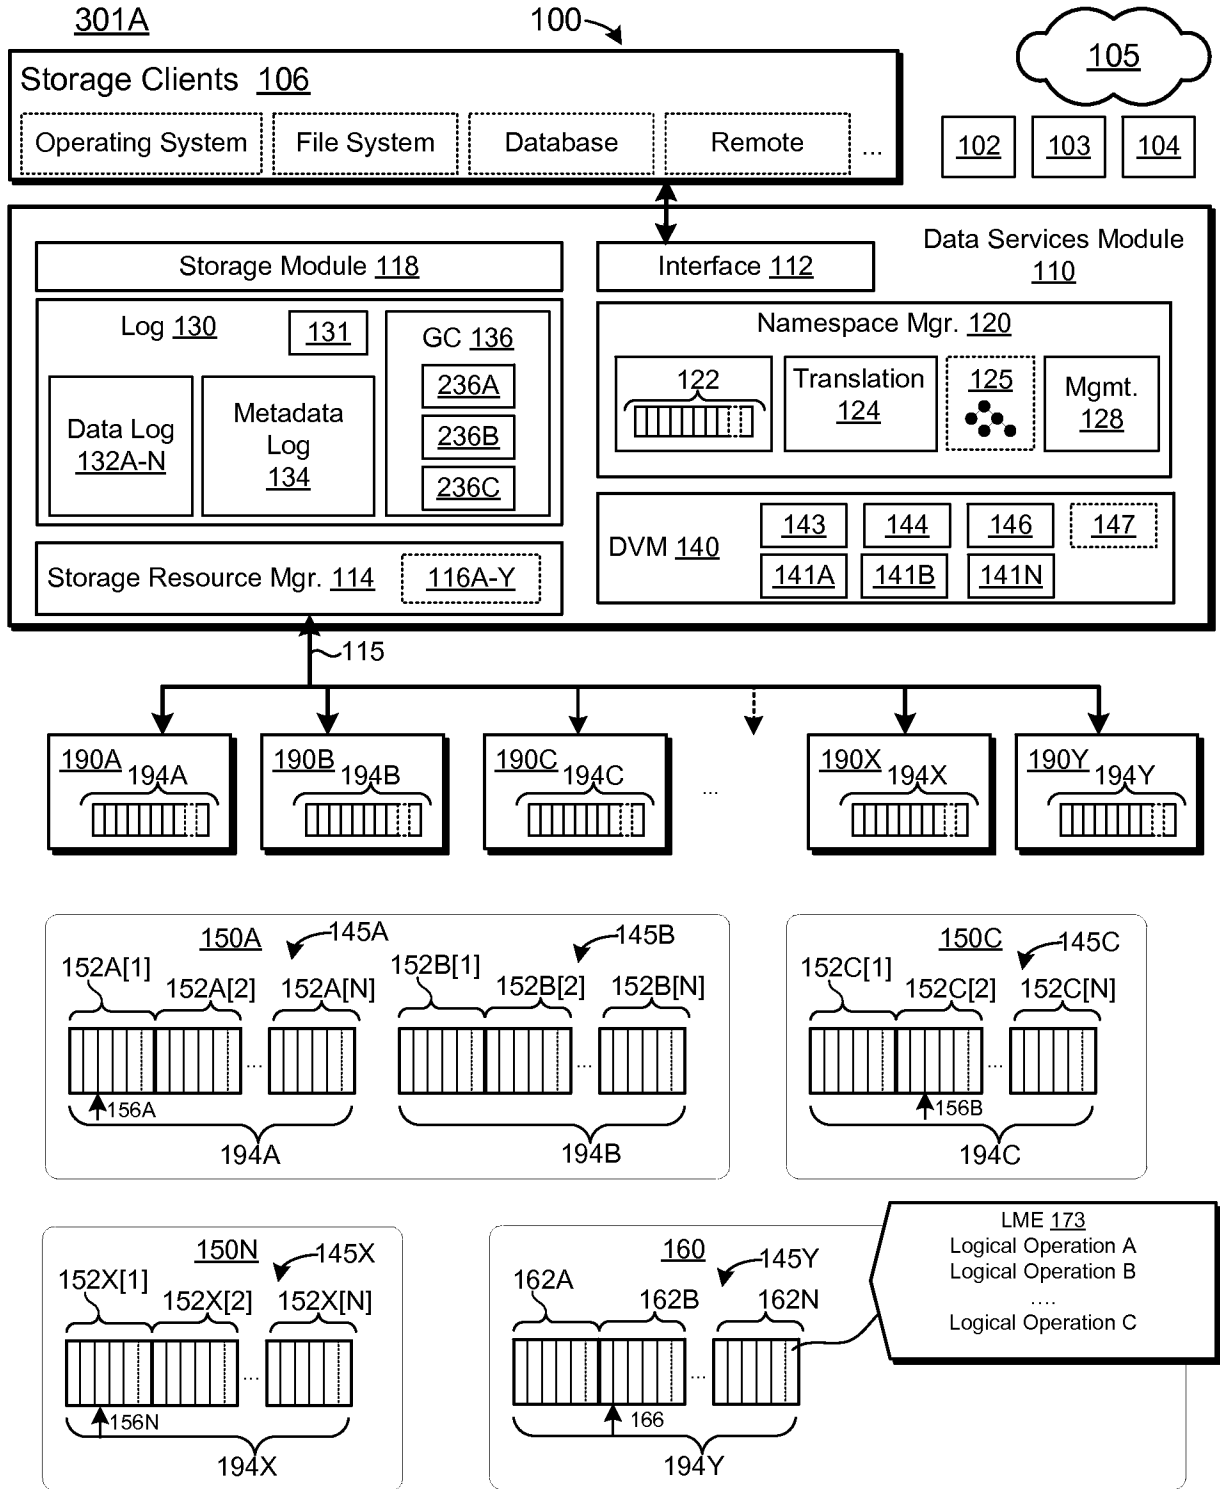 301A
100
105
Storage Clients 106
Operating System
File System
Database
Remote
...
102
103
104
Data Services Module
110
Storage Module 118
Interface 112
Log 130
131
GC 136
236A
236B
236C
Data Log
132A-N
Metadata
Log
134
Namespace Mgr. 120
122
Translation
124
125
Mgmt.
128
DVM 140
143
144
146
147
141A
141B
141N
Storage Resource Mgr. 114
116A-Y
115
190A
194A
190B
194B
190C
194C
...
190X
194X
190Y
194Y
150A
145A
145B
152A[1]
152A[2]
152A[N]
152B[1]
152B[2]
152B[N]
...
...
156A
194A
194B
150C
145C
152C[1]
152C[2]
152C[N]
...
156B
194C
150N
145X
152X[1]
152X[2]
152X[N]
...
156N
194X
160
145Y
162A
162B
162N
...
166
194Y
LME 173
Logical Operation A
Logical Operation B
....
Logical Operation C